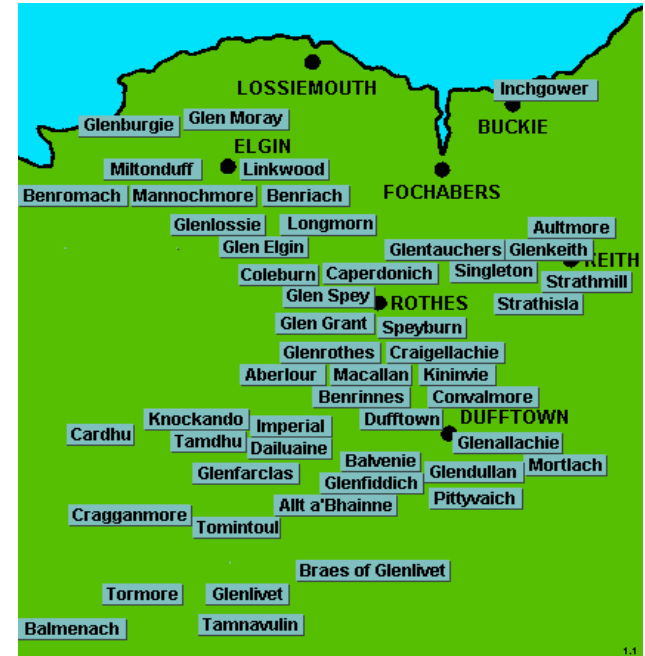 LOSSIEMOUTH
Inchgower
Glenburgie
Glen Moray
BUCKIE
ELGIN
Miltonduff
Linkwood
FOCHABERS
Benromach
Mannochmore
Benriach
Glenlossie
Longmorn
Aultmore
Glen Elgin
Glentauchers
Glenkeith
KEITH
Coleburn
Caperdonich
Singleton
Strathmill
Glen Spey
ROTHES
Strathisla
Glen Grant
Speyburn
Glenrothes
Craigellachie
Aberlour
Macallan
Kininvie
Benrinnes
Convalmore
Knockando
Dufftown
DUFFTOWN
Cardhu
Tamdhu
Imperial
Glenallachie
Dailuaine
Glenfarclas
Balvenie
Glendullan
Mortlach
Glenfiddich
Allt a'Bhainne
Pittyvaich
Cragganmore
Tomintoul
Braes of Glenlivet
Tormore
Glenlivet
Balmenach
Tamnavulin
1.1